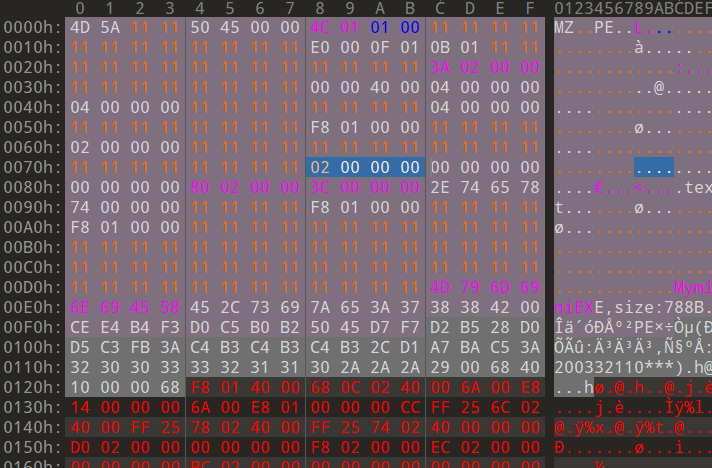 0 1 2 3 4 5 6 7 8 9 A B C D E F 0123456789ABCDEF
0000h: 4D 5A 11 11 50 45 00 00 4C 01 01 00 11 11 11 11 MZ..PE..L.......
0010h: 11 11 11 11 11 11 11 11 E0 00 0F 01 0B 01 11 11 ........à.......
0020h: 11 11 11 11 11 11 11 11 11 11 11 11 3A 02 00 00 ............:...
0030h: 11 11 11 11 11 11 11 11 00 00 40 00 04 00 00 00 ..........@.....
0040h: 04 00 00 00 11 11 11 11 11 11 11 11 04 00 00 00 ................
0050h: 11 11 11 11 11 11 11 11 F8 01 00 00 11 11 11 11 ........ø.......
0060h: 02 00 00 00 11 11 11 11 11 11 11 11 11 11 11 11 ................
0070h: 11 11 11 11 11 11 11 11 02 00 00 00 00 00 00 00 ................
0080h: 00 00 00 00 80 02 00 00 3C 00 00 00 2E 74 65 78 ....€...<....tex
0090h: 74 00 00 00 11 11 11 11 F8 01 00 00 11 11 11 11 t.......ø.......
00A0h: F8 01 00 00 11 11 11 11 11 11 11 11 11 11 11 11 ø...............
00B0h: 11 11 11 11 11 11 11 11 11 11 11 11 11 11 11 11 ................
00C0h: 11 11 11 11 11 11 11 11 11 11 11 11 11 11 11 11 ................
00D0h: 11 11 11 11 11 11 11 11 11 11 11 11 4D 79 6D 69 ............Mymi
00E0h: 6E 69 45 58 45 2C 73 69 7A 65 3A 37 38 38 42 00 niEXE,size:788B.
00F0h: CE E4 B4 F3 D0 C5 B0 B2 50 45 D7 F7 D2 B5 28 D0 Îä´óÐÅ°²PE×÷Òµ(Ð
0100h: D5 C3 FB 3A C4 B3 C4 B3 C4 B3 2C D1 A7 BA C5 3A ÕÃû:Ä³Ä³Ä³,Ñ§ºÅ:
0110h: 32 30 30 33 33 32 31 31 30 2A 2A 2A 29 00 68 40 200332110***).h@
0120h: 10 00 00 68 F8 01 40 00 68 0C 02 40 00 6A 00 E8 ...hø.@.h..@.j.è
0130h: 14 00 00 00 6A 00 E8 01 00 00 00 CC FF 25 6C 02 ....j.è....Ìÿ%l.
0140h: 40 00 FF 25 78 02 40 00 FF 25 74 02 40 00 00 00 @.ÿ%x.@.ÿ%t.@...
0150h: D0 02 00 00 00 00 00 00 F8 02 00 00 EC 02 00 00 Ð.......ø...ì...